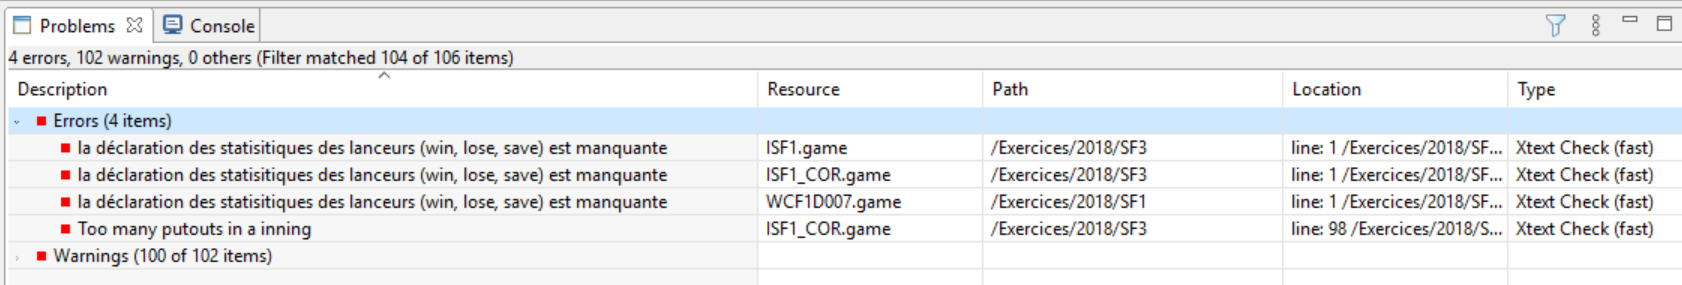 Problems Console
4 errors, 102 warnings, 0 others (Filter matched 104 of 106 items)
Description Resource Path Location Type
Errors (4 items)
la déclaration des statisitiques des lanceurs (win, lose, save) est manquante ISF1.game /Exercices/2018/SF3 line: 1 /Exercices/2018/SF... Xtext Check (fast)
la déclaration des statisitiques des lanceurs (win, lose, save) est manquante ISF1_COR.game /Exercices/2018/SF3 line: 1 /Exercices/2018/SF... Xtext Check (fast)
la déclaration des statisitiques des lanceurs (win, lose, save) est manquante WCF1D007.game /Exercices/2018/SF1 line: 1 /Exercices/2018/SF... Xtext Check (fast)
Too many putouts in a inning ISF1_COR.game /Exercices/2018/SF3 line: 98 /Exercices/2018/S... Xtext Check (fast)
Warnings (100 of 102 items)